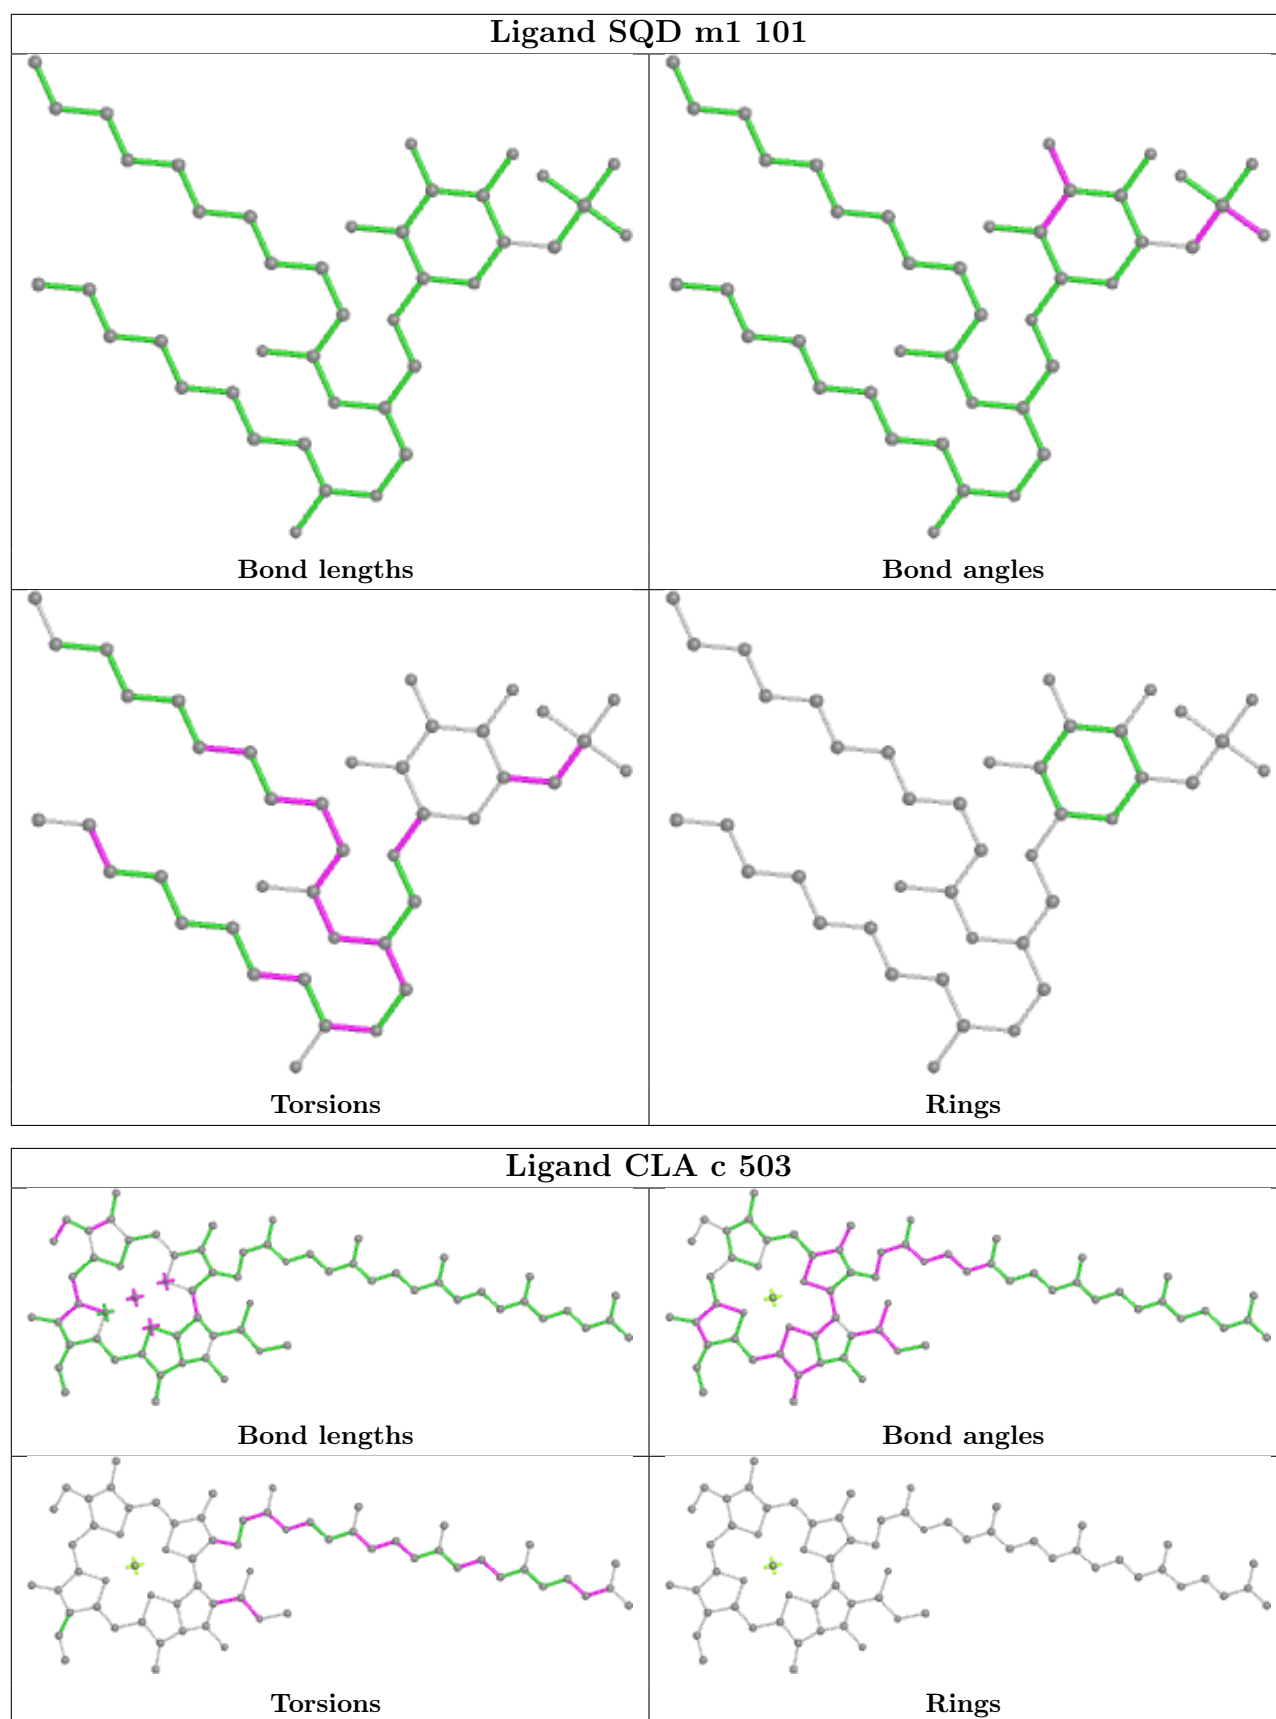 Ligand SQD m1 101
Bond lengths
Bond angles
Torsions
Rings
Ligand CLA c 503
Bond lengths
Bond angles
Torsions
Rings